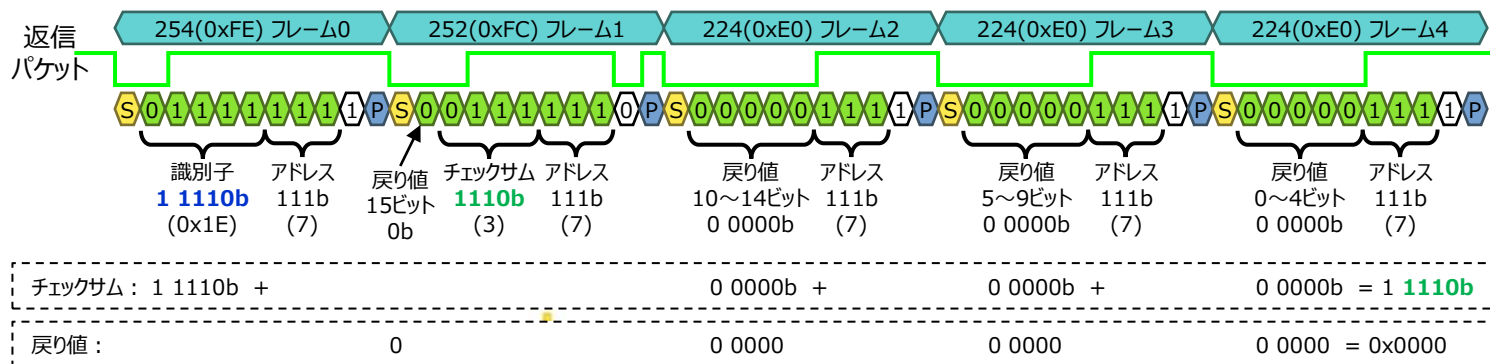 254(0xFE) フレーム0 252(0xFC) フレーム1 224(0xE0) フレーム2 224(0xE0) フレーム3 224(0xE0) フレーム4
返信
パケット
S 0 1 1 1 1 1 1 1 1 P S 0 0 1 1 1 1 1 1 0 P S 0 0 0 0 0 1 1 1 1 P S 0 0 0 0 0 1 1 1 1 P S 0 0 0 0 0 1 1 1 1 P
識別子 アドレス 戻り値 チェックサム アドレス 戻り値 アドレス 戻り値 アドレス 戻り値 アドレス
1 1110b 111b 15ビット 1110b 111b 10～14ビット 111b 5～9ビット 111b 0～4ビット 111b
(0x1E) (7) 0b (3) (7) 0 0000b (7) 0 0000b (7) 0 0000b (7)
チェックサム : 1 1110b + 0 0000b + 0 0000b + 0 0000b = 1 1110b
戻り値 : 0 0 0000 0 0000 0 0000 = 0x0000